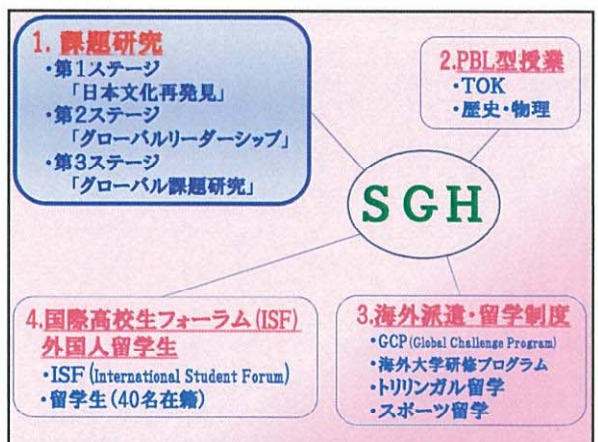 1. 課題研究
・第1ステージ
「日本文化再発見」
・第2ステージ
「グローバルリーダーシップ」
・第3ステージ
「グローバル課題研究」
2.PBL型授業
・TOK
・歴史・物理
SGH
4.国際高校生フォーラム(ISF)
外国人留学生
・ISF(International Student Forum)
・留学生(40名在籍)
3.海外派遣・留学制度
・GCP(Global Challenge Program)
・海外大学研修プログラム
・トリリンガル留学
・スポーツ留学